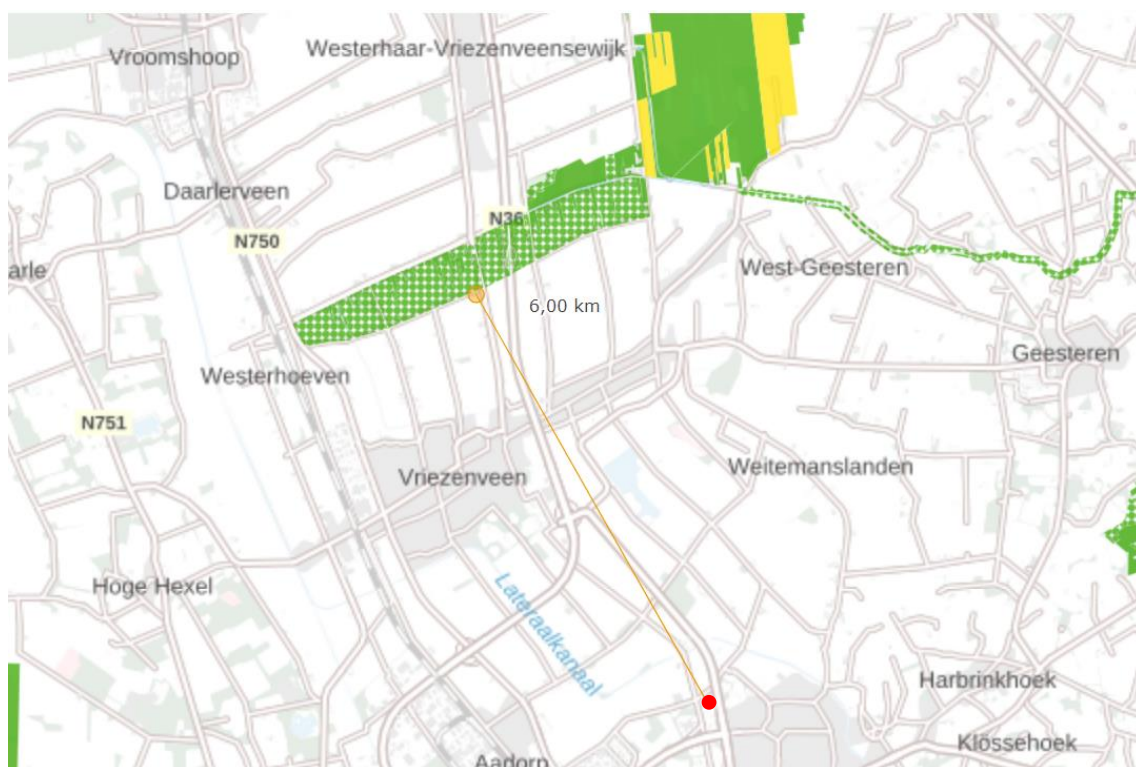 Westerhaar-Vriezenveensewijk
Vroomshoop
Daarlerveen
N36
N750
West-Geesteren
arle
6,00 km
Geesteren
Westerhoeven
N751
Weitemanslanden
Vriezenveen
Hoge Hexel
Lateraalkanaal
Harbrinkhoek
Klössehoek
Aadorp